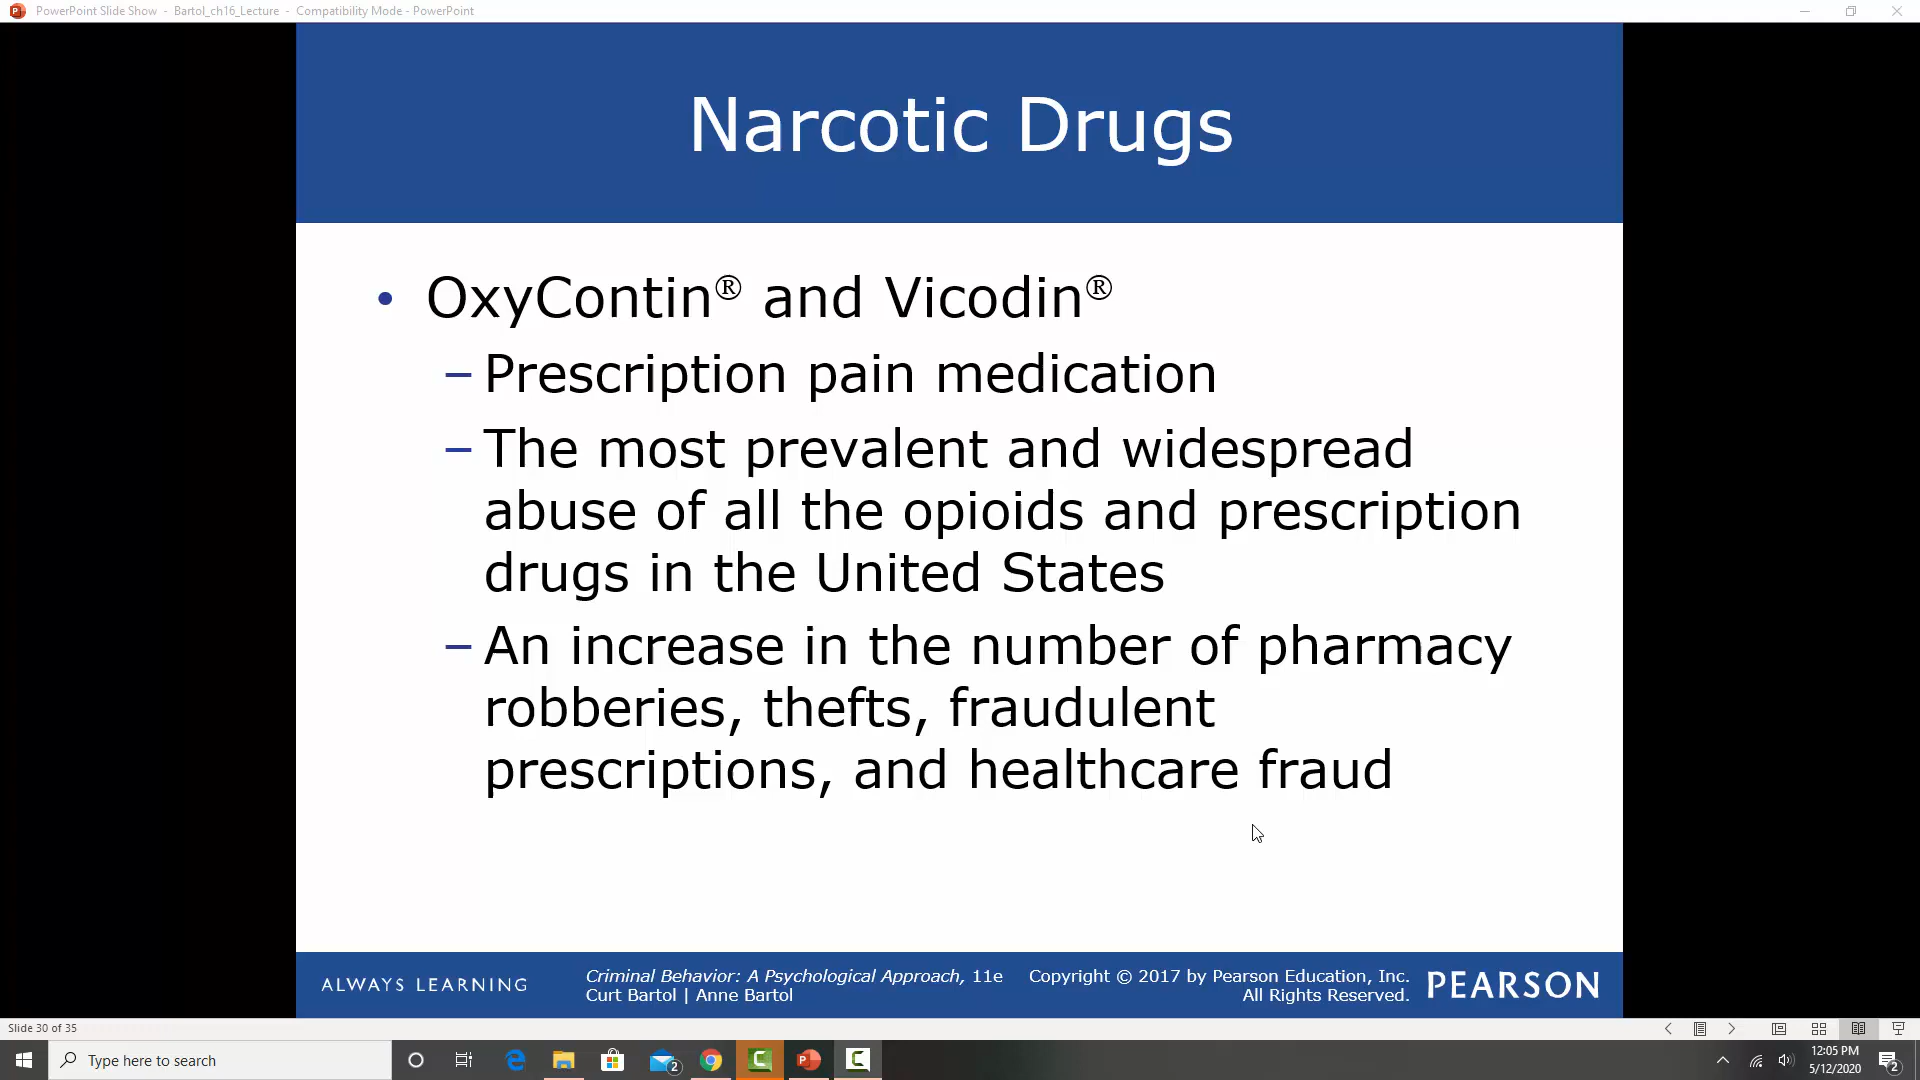 PowerPoint Slide Show - Bartol_ch16_Lecture - Compatibility Mode - PowerPoint
Narcotic Drugs
• OxyContin® and Vicodin®
– Prescription pain medication
– The most prevalent and widespread
abuse of all the opioids and prescription
drugs in the United States
– An increase in the number of pharmacy
robberies, thefts, fraudulent
prescriptions, and healthcare fraud
ALWAYS LEARNING
Criminal Behavior: A Psychological Approach, 11e
Curt Bartol | Anne Bartol
Copyright © 2017 by Pearson Education, Inc.
All Rights Reserved.
PEARSON
Slide 30 of 35
Type here to search
2
12:05 PM
5/12/2020
2